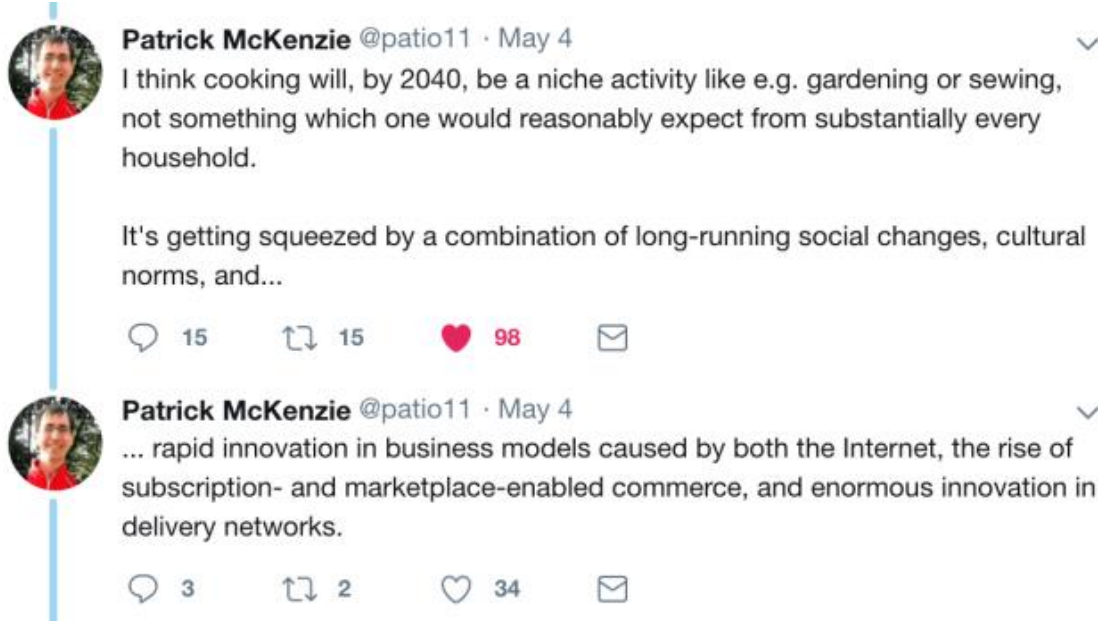 Patrick McKenzie @patio11 · May 4
I think cooking will, by 2040, be a niche activity like e.g. gardening or sewing,
not something which one would reasonably expect from substantially every
household.
It's getting squeezed by a combination of long-running social changes, cultural
norms, and...
15 15 98
Patrick McKenzie @patio11 · May 4
... rapid innovation in business models caused by both the Internet, the rise of
subscription- and marketplace-enabled commerce, and enormous innovation in
delivery networks.
3 2 34